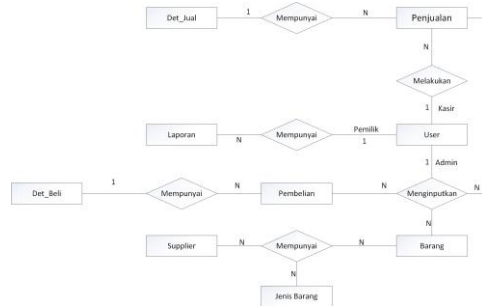 Det_Jual
1
Mempunyai
N
Penjualan
N
Melakukan
1
Kasir
Laporan
N
Mempunyai
Pemilik
1
User
1
Admin
Det_Beli
1
Mempunyai
N
Pembelian
N
Menginputkan
N
N
Supplier
N
Mempunyai
N
Barang
N
Jenis Barang